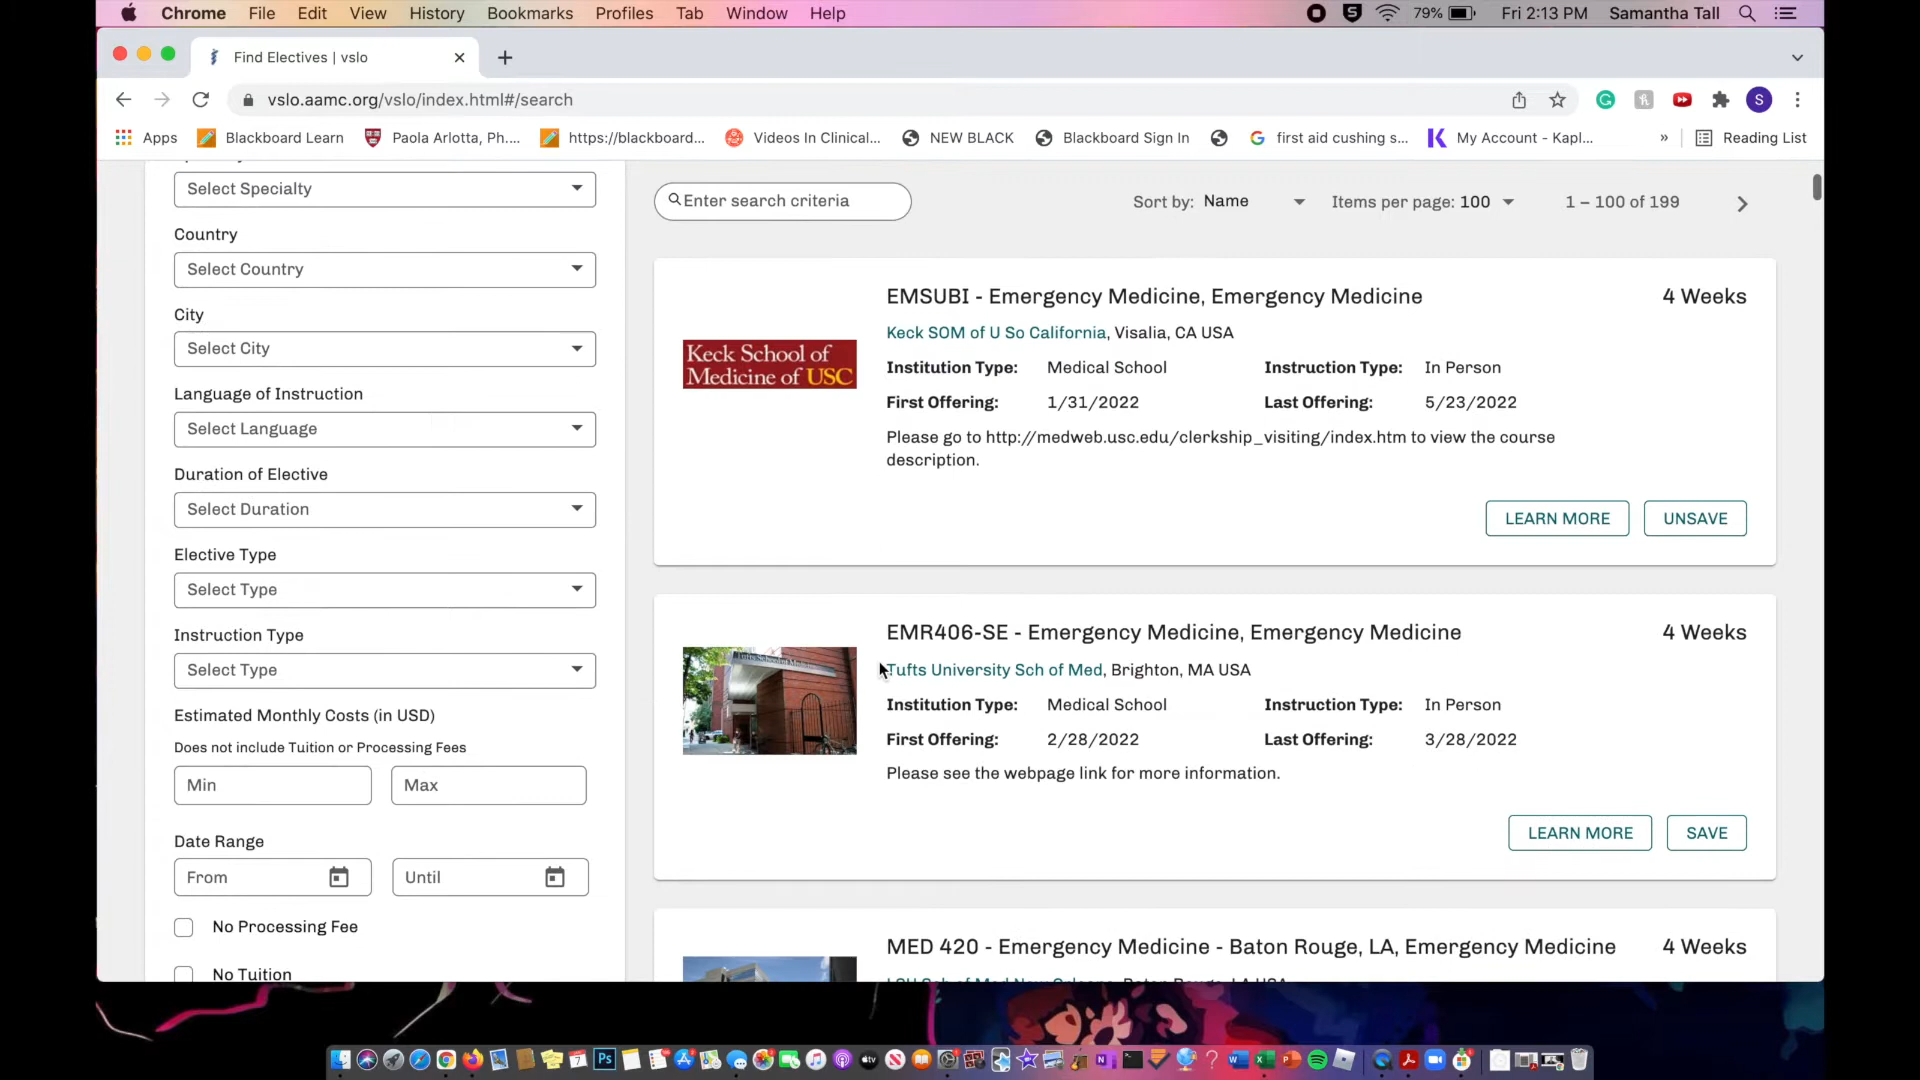 Chrome File Edit View History Bookmarks Profiles Tab Window Help 79% Fri 2:13 PM Samantha Tall
Find Electives | vslo
vslo.aamc.org/vslo/index.html#/search
S
Apps Blackboard Learn Paola Arlotta, Ph.... https://blackboard... Videos In Clinical... NEW BLACK Blackboard Sign In first aid cushing s... My Account - Kapl... » Reading List
Select Specialty
Country
Select Country
City
Select City
Language of Instruction
Select Language
Duration of Elective
Select Duration
Elective Type
Select Type
Instruction Type
Select Type
Estimated Monthly Costs (in USD)
Does not include Tuition or Processing Fees
Min Max
Date Range
From Until
No Processing Fee
No Tuition
Enter search criteria Sort by: Name Items per page: 100 1 – 100 of 199
Keck School of
Medicine of USC
EMSUBI - Emergency Medicine, Emergency Medicine 4 Weeks
Keck SOM of U So California, Visalia, CA USA
Institution Type: Medical School Instruction Type: In Person
First Offering: 1/31/2022 Last Offering: 5/23/2022
Please go to http://medweb.usc.edu/clerkship_visiting/index.htm to view the course
description.
LEARN MORE UNSAVE
EMR406-SE - Emergency Medicine, Emergency Medicine 4 Weeks
Tufts University Sch of Med, Brighton, MA USA
Institution Type: Medical School Instruction Type: In Person
First Offering: 2/28/2022 Last Offering: 3/28/2022
Please see the webpage link for more information.
LEARN MORE SAVE
MED 420 - Emergency Medicine - Baton Rouge, LA, Emergency Medicine 4 Weeks